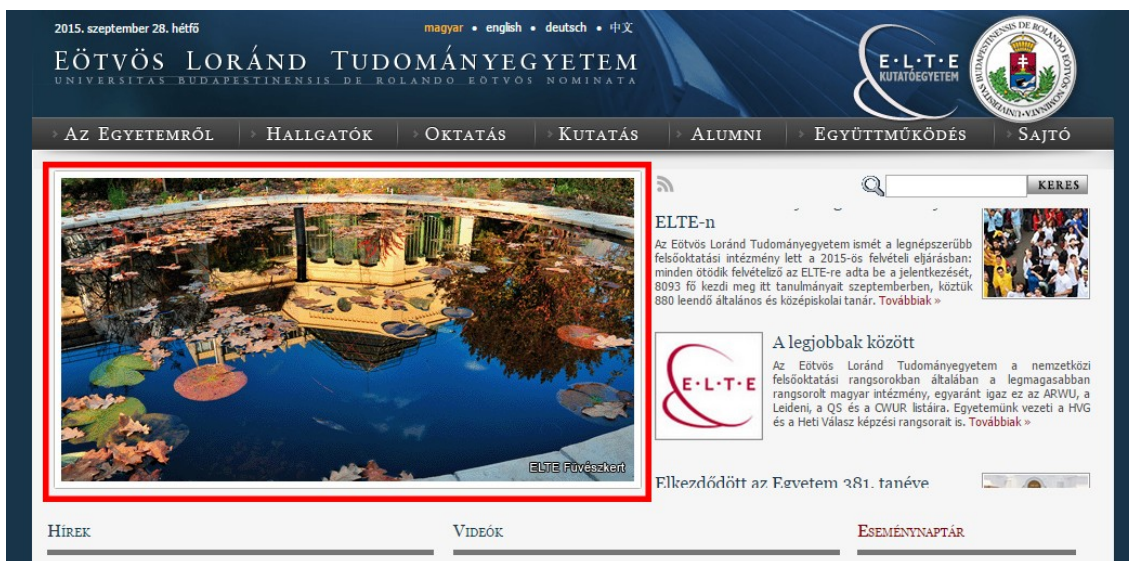 2015. szeptember 28. hétfő
magyar • english • deutsch • 中文
Eötvös Loránd Tudományegyetem
UNIVERSITAS BUDAPESTINENSIS DE ROLANDO EÖTVÖS NOMINATA
E·L·T·E
KUTATÓEGYETEM
Az Egyetemről
Hallgatók
Oktatás
Kutatás
Alumni
Együttműködés
Sajtó
KERES
ELTE Füvészkert
ELTE-n
Az Eötvös Loránd Tudományegyetem ismét a legnépszerűbb
felsőoktatási intézmény lett a 2015-ös felvételi eljárásban:
minden ötödik felvételiző az ELTE-re adta be a jelentkezését,
8093 fő kezdi meg itt tanulmányait szeptemberben, köztük
880 leendő általános és középiskolai tanár. Továbbiak »
E·L·T·E
A legjobbak között
Az Eötvös Loránd Tudományegyetem a nemzetközi
felsőoktatási rangsorokban általában a legmagasabban
rangsorolt magyar intézmény, egyaránt igaz ez az ARWU, a
Leideni, a QS és a CWUR listáira. Egyetemünk vezeti a HVG
és a Heti Válasz képzési rangsorait is. Továbbiak »
Elkezdődött az Egyetem 381. tanéve
Hírek
Videók
Eseménynaptár